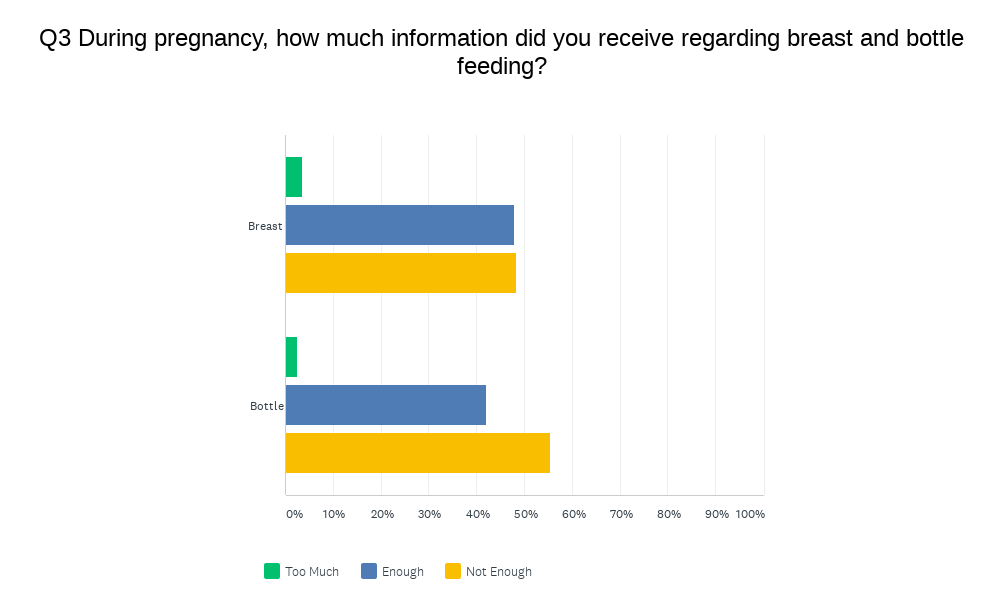 Q3 During pregnancy, how much information did you receive regarding breast and bottle
feeding?
Breast
Bottle
0% 10% 20% 30% 40% 50% 60% 70% 80% 90% 100%
Too Much Enough Not Enough